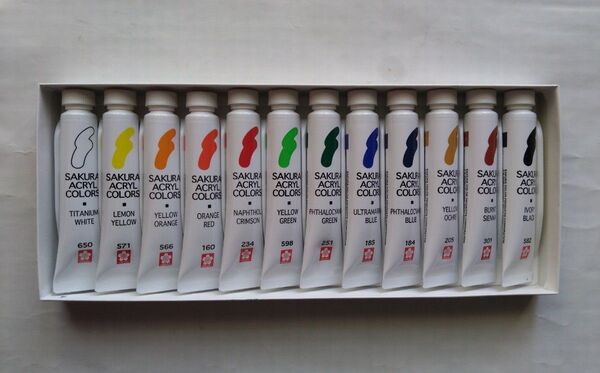 SAKURA
ACRYL
COLORS
TITANIUM
WHITE
650
SAKURA
ACRYL
COLORS
LEMON
YELLOW
571
SAKURA
ACRYL
COLORS
YELLOW
ORANGE
566
SAKURA
ACRYL
COLORS
ORANGE
RED
160
SAKURA
ACRYL
COLORS
NAPHTHOL
CRIMSON
234
SAKURA
ACRYL
COLORS
YELLOW
GREEN
598
SAKURA
ACRYL
COLORS
PHTHALOCYAN
GREEN
251
SAKURA
ACRYL
COLORS
ULTRAMAR
BLUE
185
SAKURA
ACRYL
COLORS
PHTHALOCYAN
BLUE
184
SAKURA
ACRYL
COLORS
YELLOW
OCHRE
205
SAKURA
ACRYL
COLORS
BURNT
SIENNA
301
SAKURA
ACRYL
COLORS
IVORY
BLACK
582